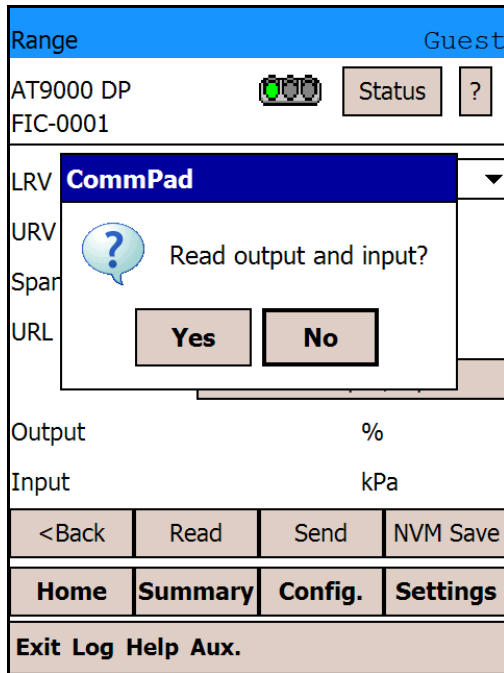 Range Guest
AT9000 DP
Status ?
FIC-0001
LRV
CommPad
URV
? Read output and input?
Span
URL
Yes No
Output %
Input kPa
<Back Read Send NVM Save
Home Summary Config. Settings
Exit Log Help Aux.